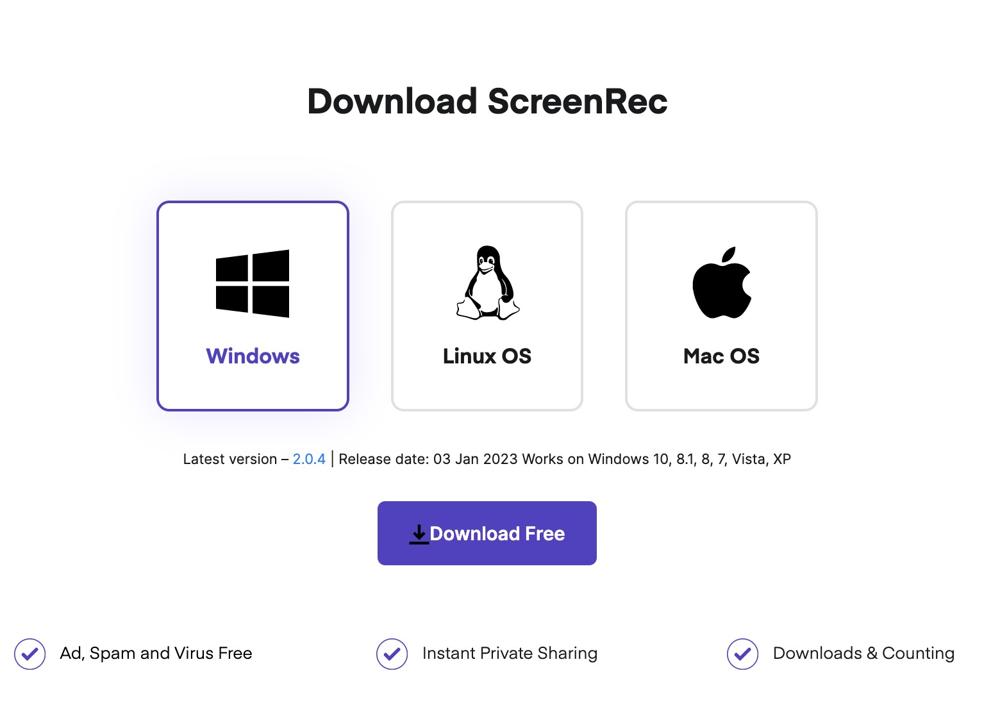 Download ScreenRec
Windows
Linux OS
Mac OS
Latest version – 2.0.4 | Release date: 03 Jan 2023 Works on Windows 10, 8.1, 8, 7, Vista, XP
Download Free
Ad, Spam and Virus Free
Instant Private Sharing
Downloads & Counting